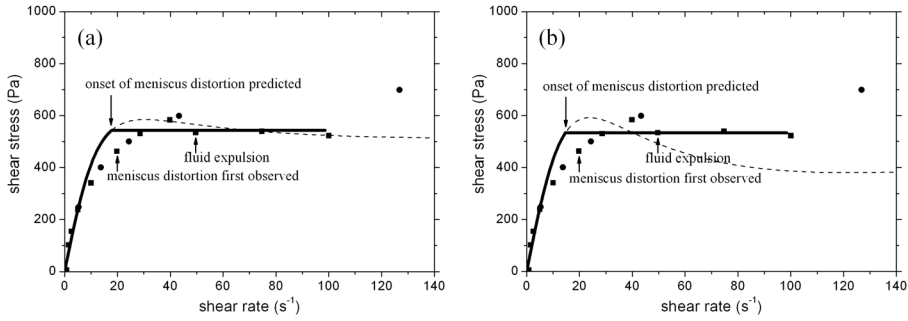 (a)
shear stress (Pa)
1000
800
600
400
200
0
onset of meniscus distortion predicted
fluid expulsion
meniscus distortion first observed
0 20 40 60 80 100 120 140
shear rate (s⁻¹)
(b)
shear stress (Pa)
1000
800
600
400
200
0
onset of meniscus distortion predicted
fluid expulsion
meniscus distortion first observed
0 20 40 60 80 100 120 140
shear rate (s⁻¹)